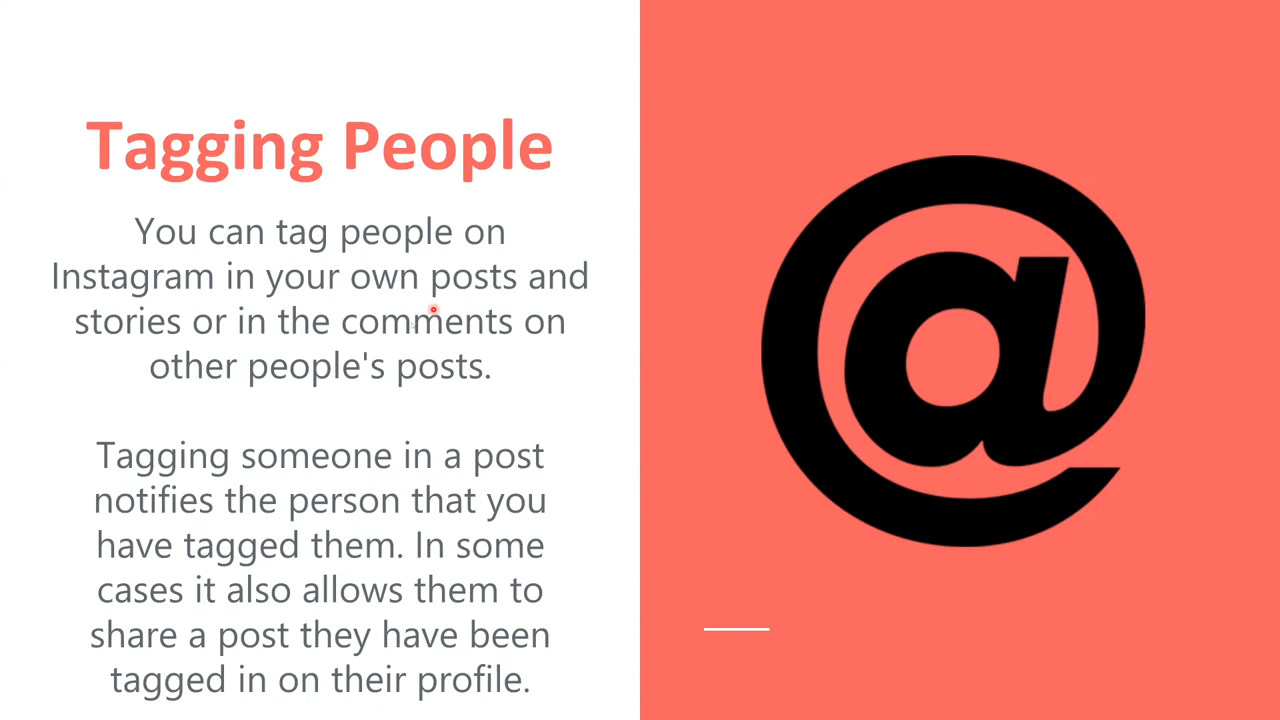 Tagging People
You can tag people on
Instagram in your own posts and
stories or in the comments on
other people's posts.
Tagging someone in a post
notifies the person that you
have tagged them. In some
cases it also allows them to
share a post they have been
tagged in on their profile.
@